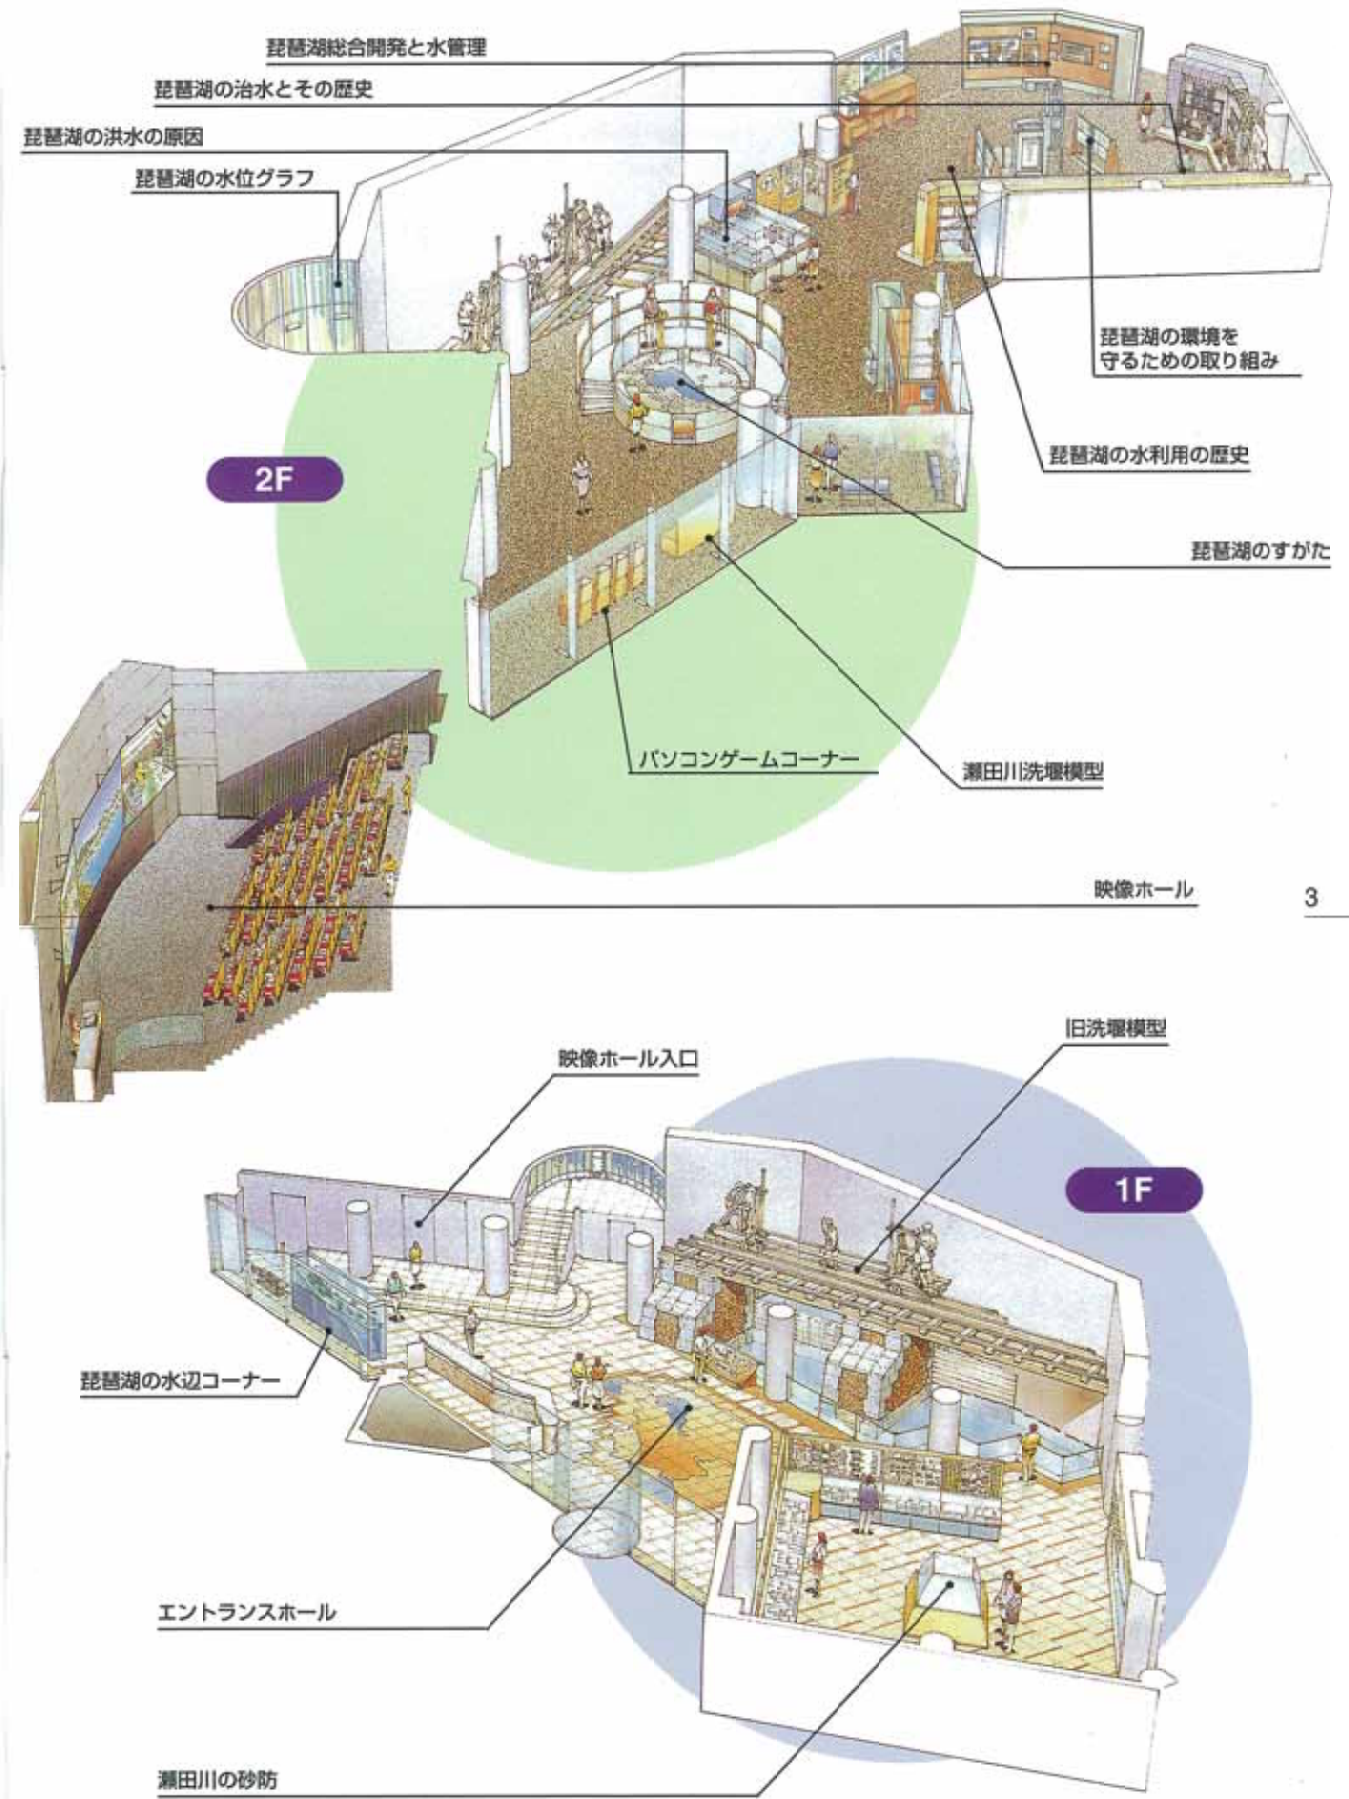 琵琶湖総合開発と水管理
琵琶湖の治水とその歴史
琵琶湖の洪水の原因
琵琶湖の水位グラフ
琵琶湖の環境を
守るための取り組み
琵琶湖の水利用の歴史
2F
琵琶湖のすがた
パソコンゲームコーナー
瀬田川洗堰模型
映像ホール
3
旧洗堰模型
映像ホール入口
1F
琵琶湖の水辺コーナー
エントランスホール
瀬田川の砂防